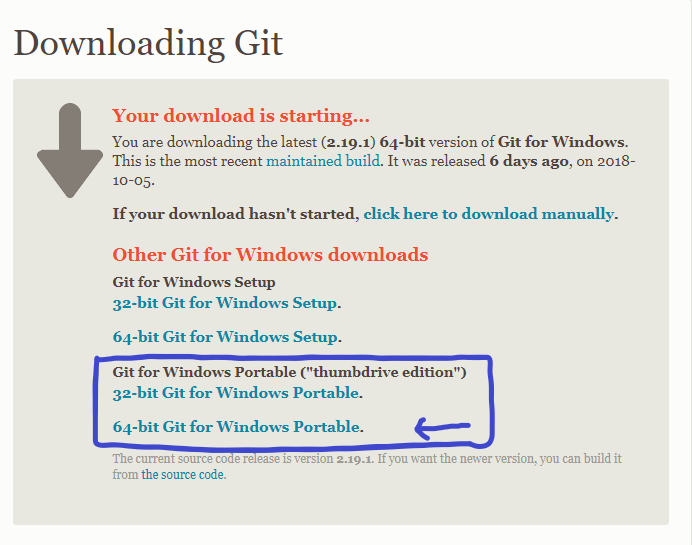 Downloading Git
Your download is starting...
You are downloading the latest (2.19.1) 64-bit version of Git for Windows.
This is the most recent maintained build. It was released 6 days ago, on 2018-
10-05.
If your download hasn't started, click here to download manually.
Other Git for Windows downloads
Git for Windows Setup
32-bit Git for Windows Setup.
64-bit Git for Windows Setup.
Git for Windows Portable ("thumbdrive edition")
32-bit Git for Windows Portable.
64-bit Git for Windows Portable.
The current source code release is version 2.19.1. If you want the newer version, you can build it
from the source code.